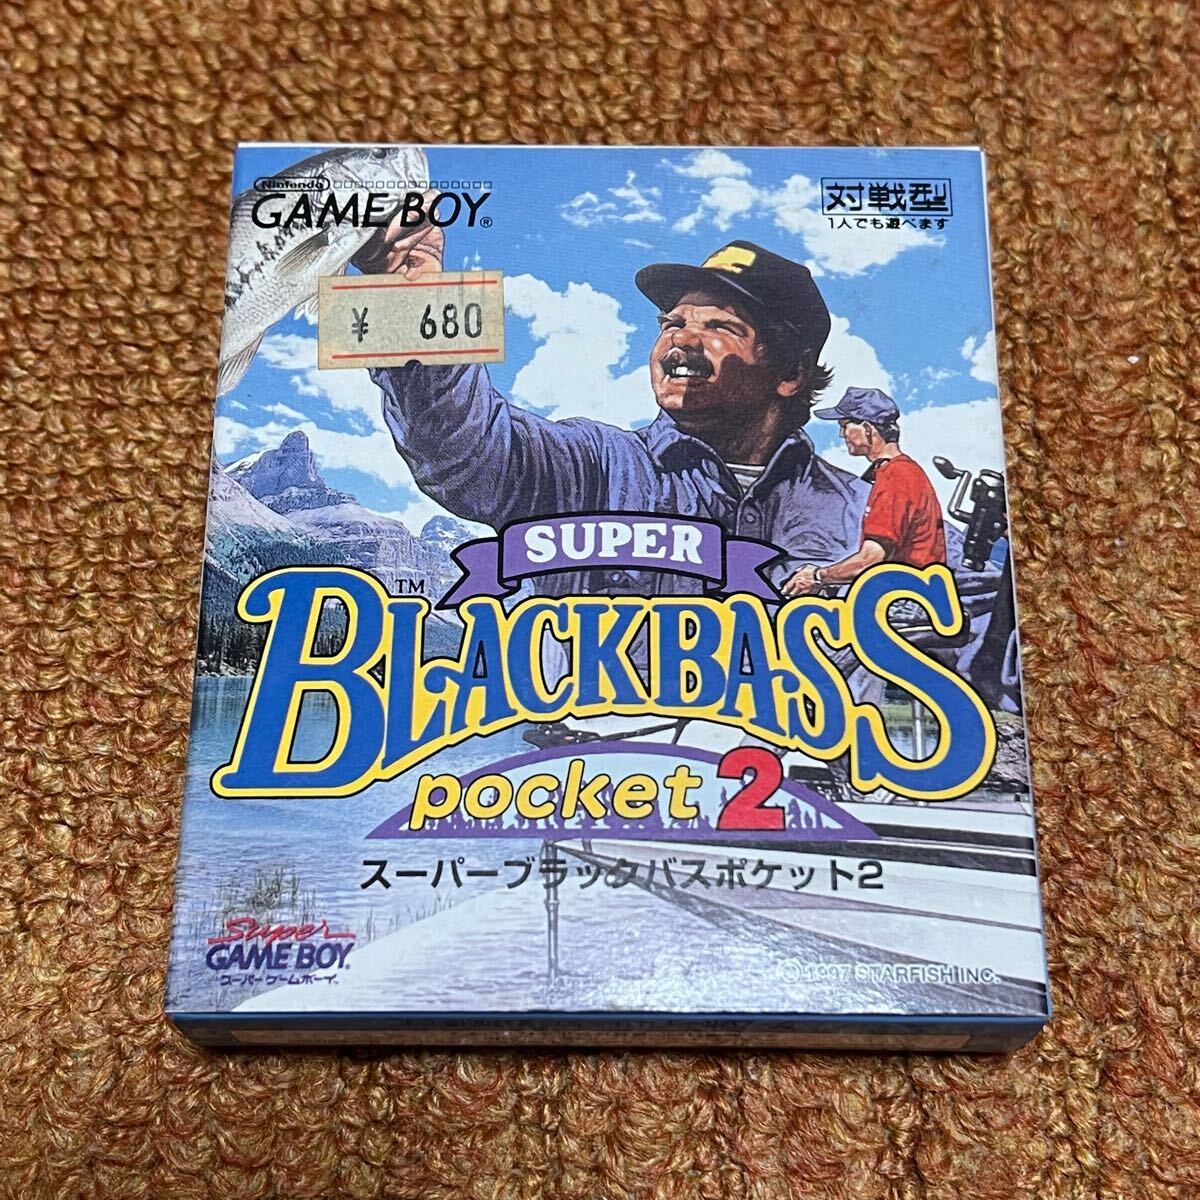 Nintendo
GAME BOY®
対戦型
1人でも遊べます
¥ 680
SUPER
BLACKBASS™
pocket 2
スーパーブラックバスポケット2
Super
GAME BOY
スーパーゲームボーイ
© 1997 STARFISH INC.